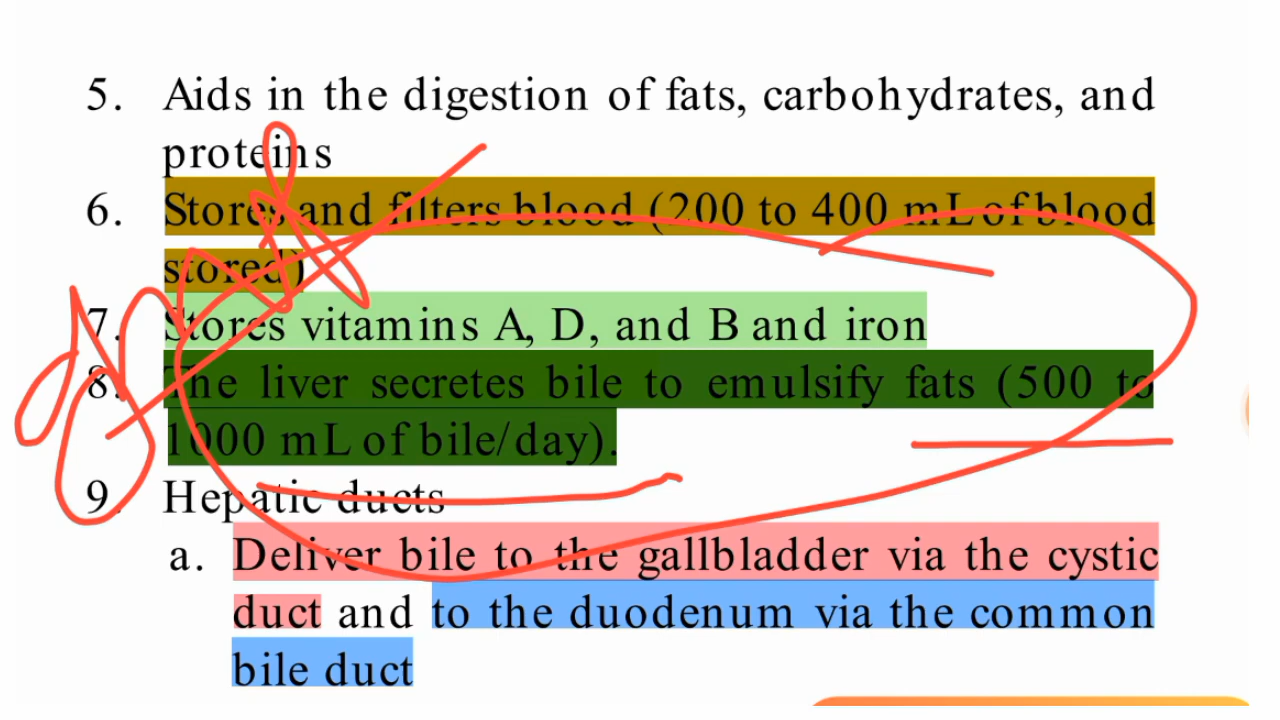 5. Aids in the digestion of fats, carbohydrates, and
proteins
6. Stores and filters blood (200 to 400 mL of blood
stored)
7. Stores vitamins A, D, and B and iron
8. The liver secretes bile to emulsify fats (500 to
1000 mL of bile/day).
9. Hepatic ducts
a. Deliver bile to the gallbladder via the cystic
duct and to the duodenum via the common
bile duct